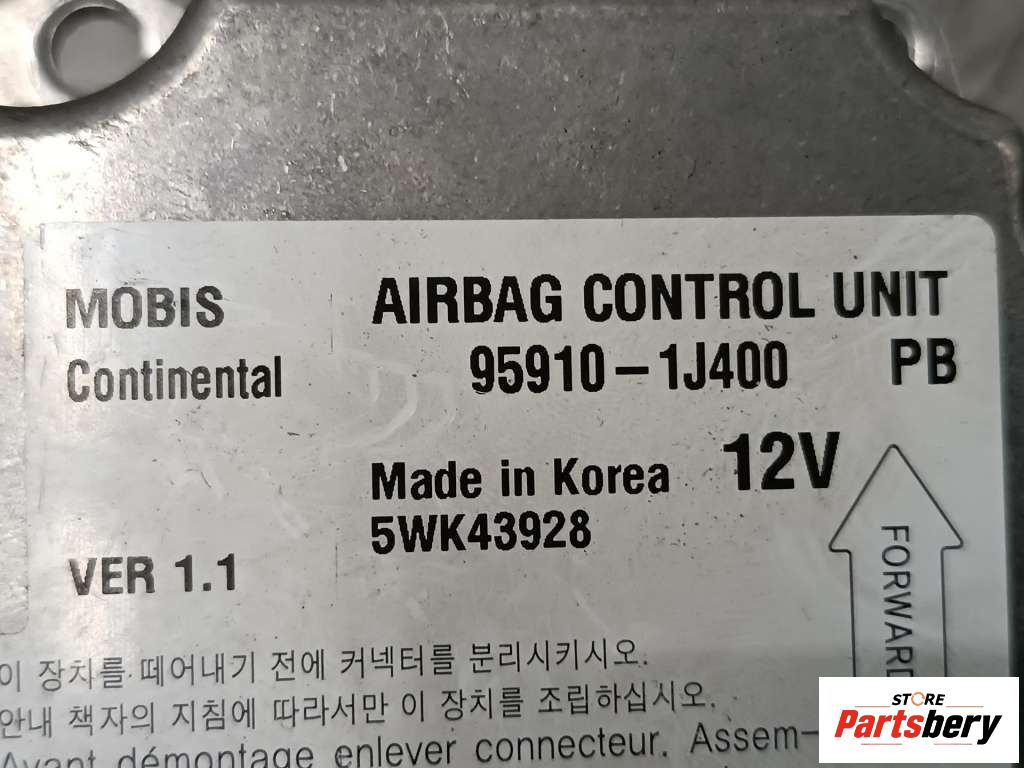 MOBIS AIRBAG CONTROL UNIT
Continental 95910-1J400 PB
Made in Korea 12V
5WK43928
VER 1.1
FORWARD
이 장치를 떼어내기 전에 커넥터를 분리시키시오.
안내 책자의 지침에 따라서만 이 장치를 조립하십시오.
Avant démontage enlever connecteur. Assem-
STORE
Partsbery